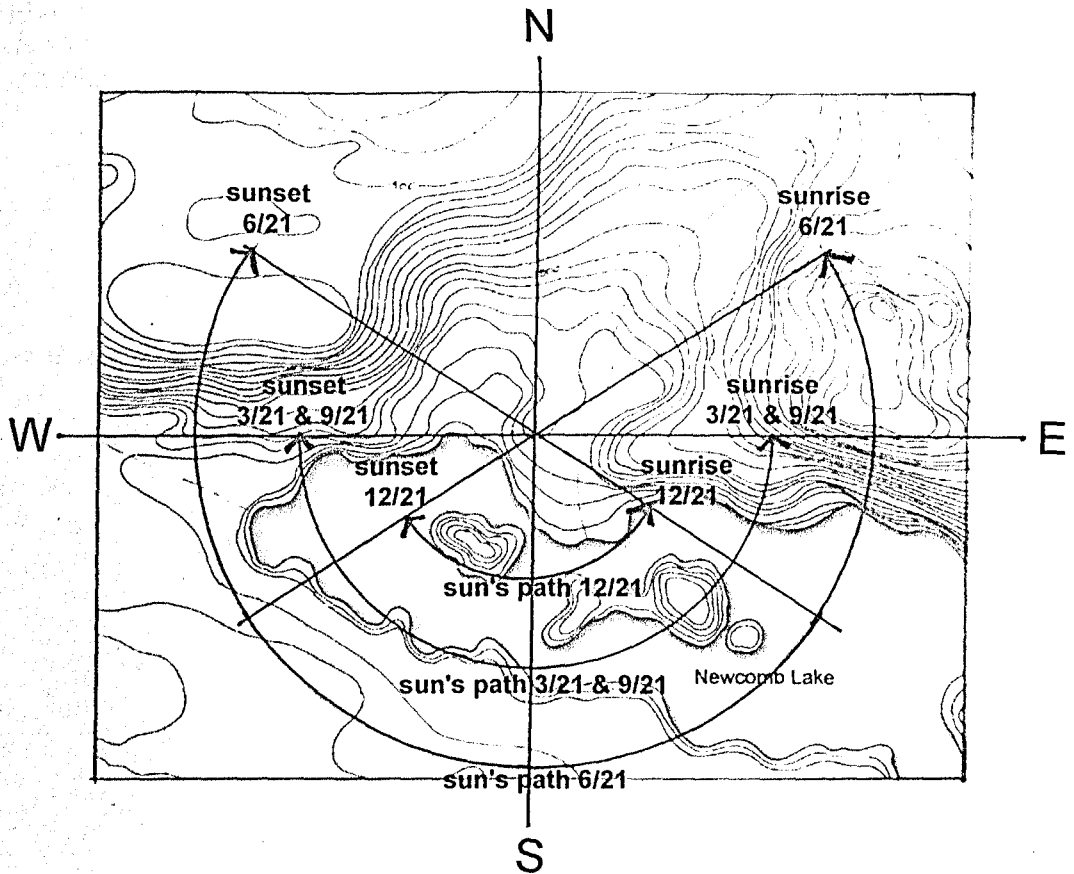 N
sunset
6/21
sunrise
6/21
sunset
3/21 & 9/21
sunrise
3/21 & 9/21
W
E
sunset
12/21
sunrise
12/21
sun's path 12/21
sun's path 3/21 & 9/21
Newcomb Lake
sun's path 6/21
S